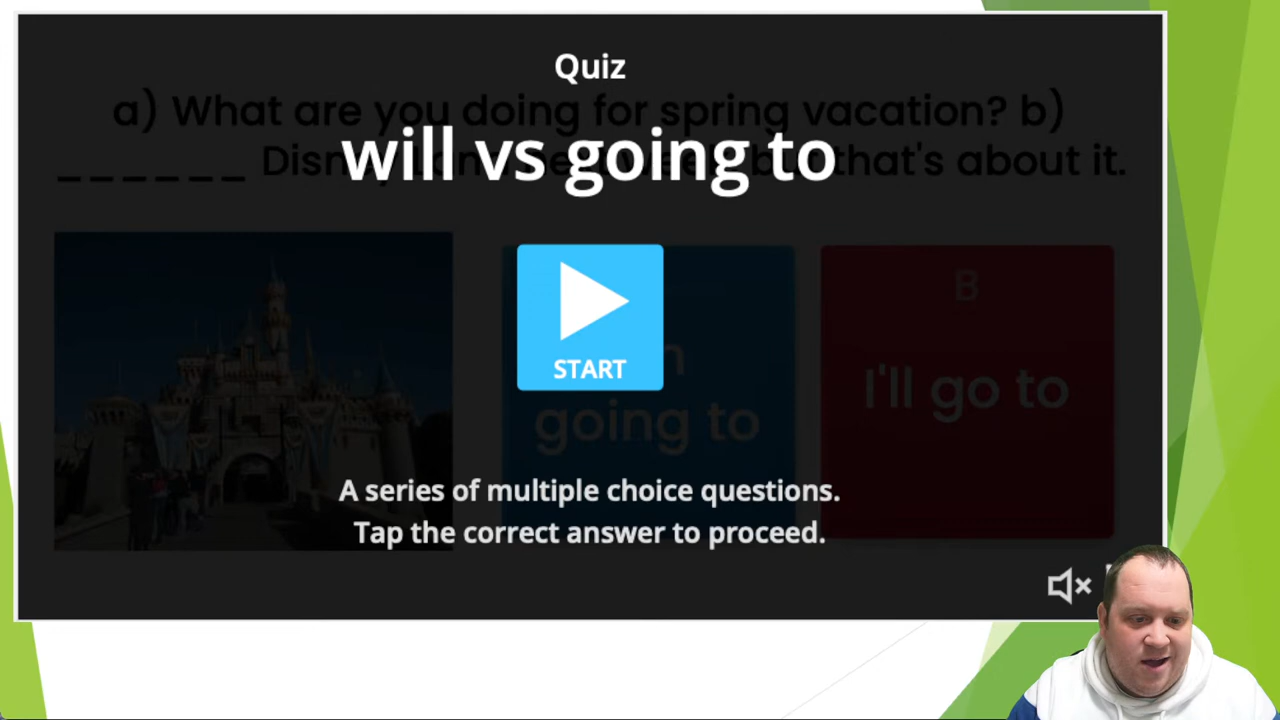 Quiz
a) What are you doing for spring vacation? b)
will vs going to
______ Disn that's about it.
B
I'll go to
START
going to
A series of multiple choice questions.
Tap the correct answer to proceed.